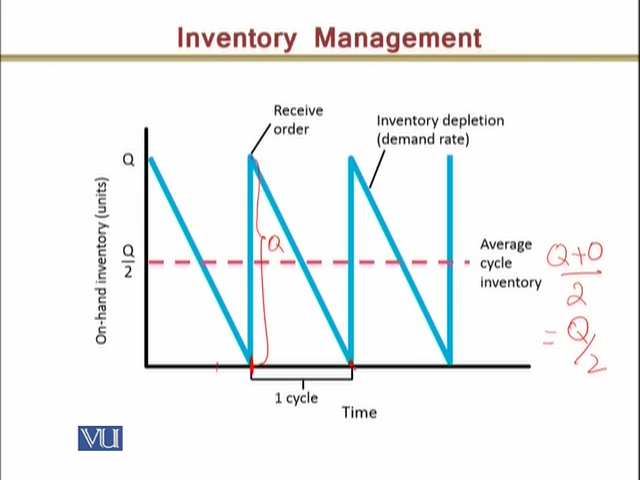 Inventory Management
Receive
order
Inventory depletion
(demand rate)
Q
Q
2
On-hand inventory (units)
Q
Average
cycle
inventory
Q+0
2
= Q/2
1 cycle
Time
VU